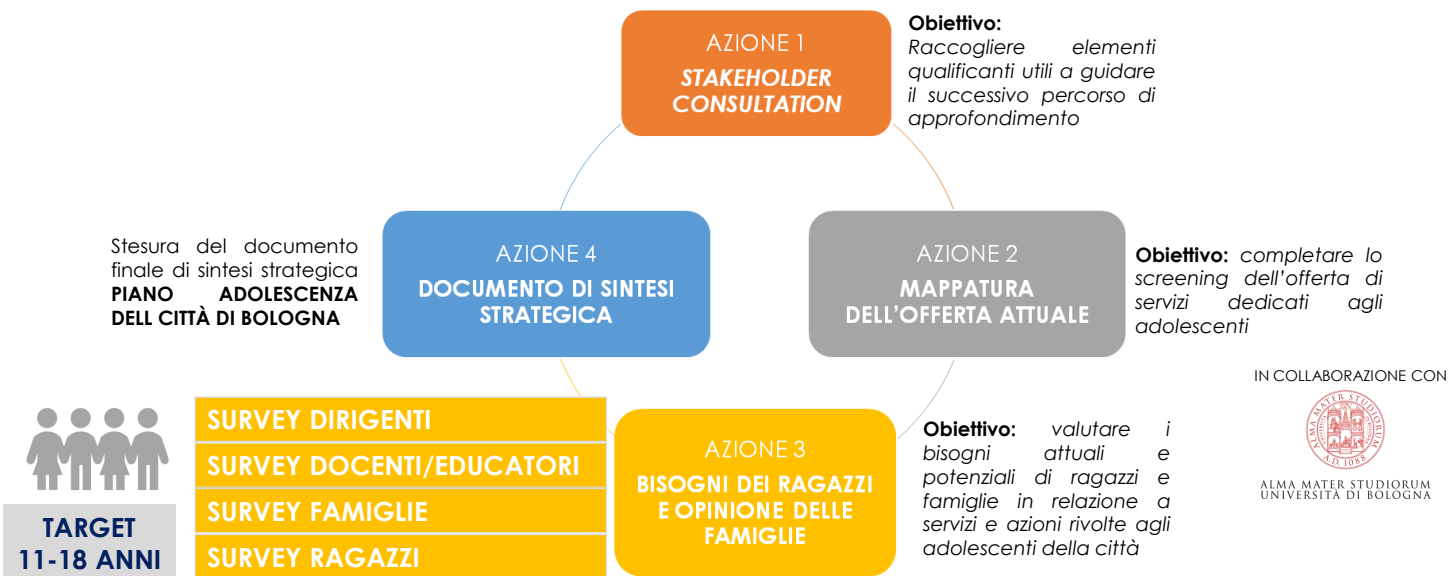 AZIONE 1
STAKEHOLDER
CONSULTATION
Obiettivo:
Raccogliere elementi
qualificanti utili a guidare
il successivo percorso di
approfondimento
Stesura del documento
finale di sintesi strategica
PIANO ADOLESCENZA
DELL CITTÀ DI BOLOGNA
AZIONE 4
DOCUMENTO DI SINTESI
STRATEGICA
AZIONE 2
MAPPATURA
DELL'OFFERTA ATTUALE
Obiettivo: completare lo
screening dell'offerta di
servizi dedicati agli
adolescenti
IN COLLABORAZIONE CON
ALMA MATER STUDIORUM
A.D. 1088
ALMA MATER STUDIORUM
UNIVERSITÀ DI BOLOGNA
TARGET
11-18 ANNI
SURVEY DIRIGENTI
SURVEY DOCENTI/EDUCATORI
SURVEY FAMIGLIE
SURVEY RAGAZZI
AZIONE 3
BISOGNI DEI RAGAZZI
E OPINIONE DELLE
FAMIGLIE
Obiettivo: valutare i
bisogni attuali e
potenziali di ragazzi e
famiglie in relazione a
servizi e azioni rivolte agli
adolescenti della città